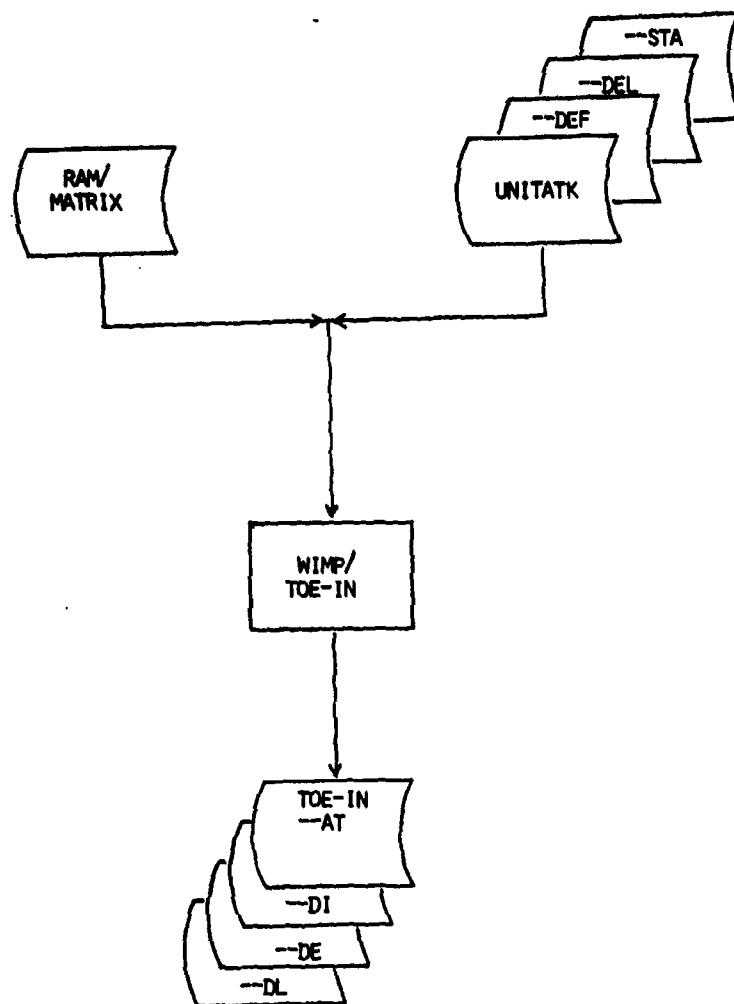 --STA
--DEL
--DEF
UNITATK
RAM/
MATRIX
WIMP/
TOE-IN
TOE-IN
--AT
--DI
--DE
--DL